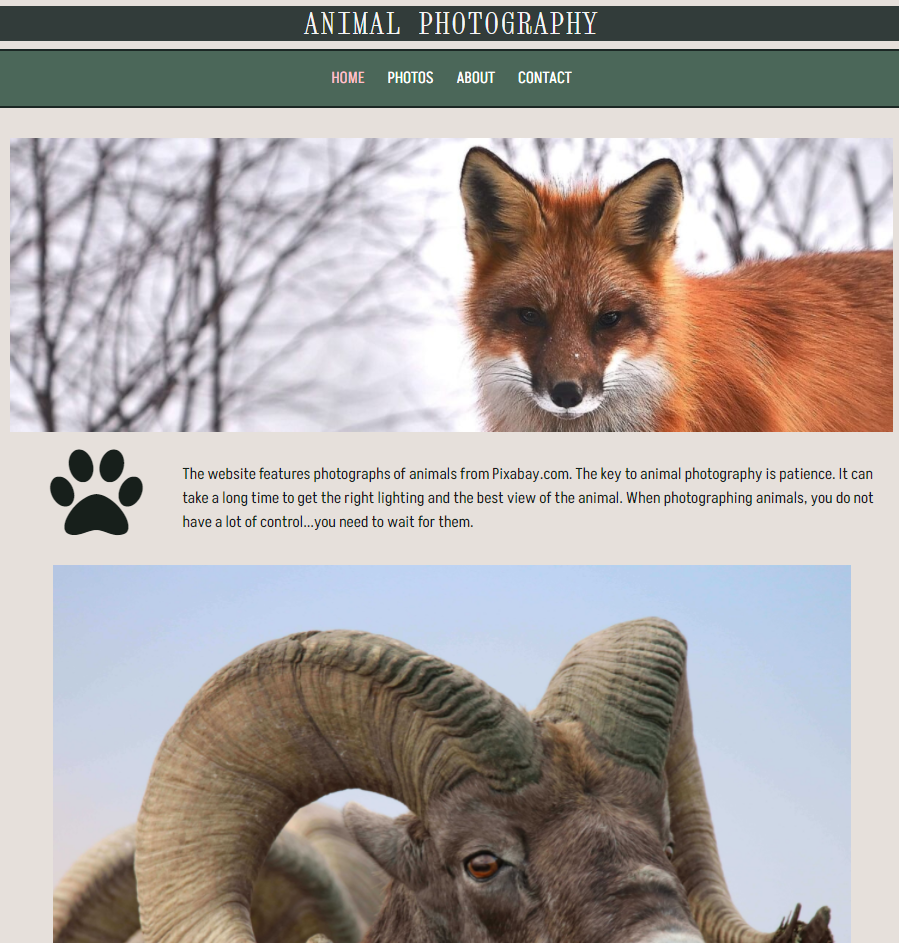 ANIMAL PHOTOGRAPHY
HOME PHOTOS ABOUT CONTACT
The website features photographs of animals from Pixabay.com. The key to animal photography is patience. It can
take a long time to get the right lighting and the best view of the animal. When photographing animals, you do not
have a lot of control...you need to wait for them.